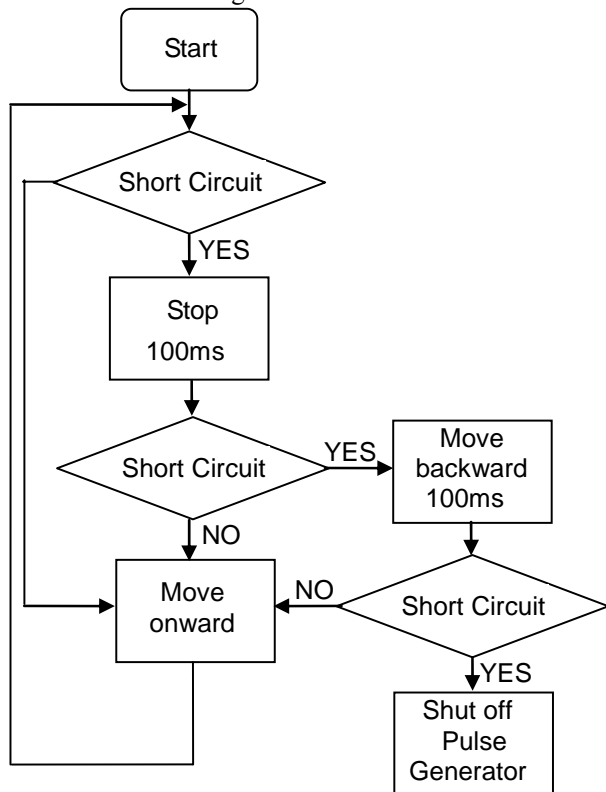 Start
Short Circuit
YES
Stop
100ms
Short Circuit
YES
Move
backward
100ms
NO
Move
onward
NO
Short Circuit
YES
Shut off
Pulse
Generator